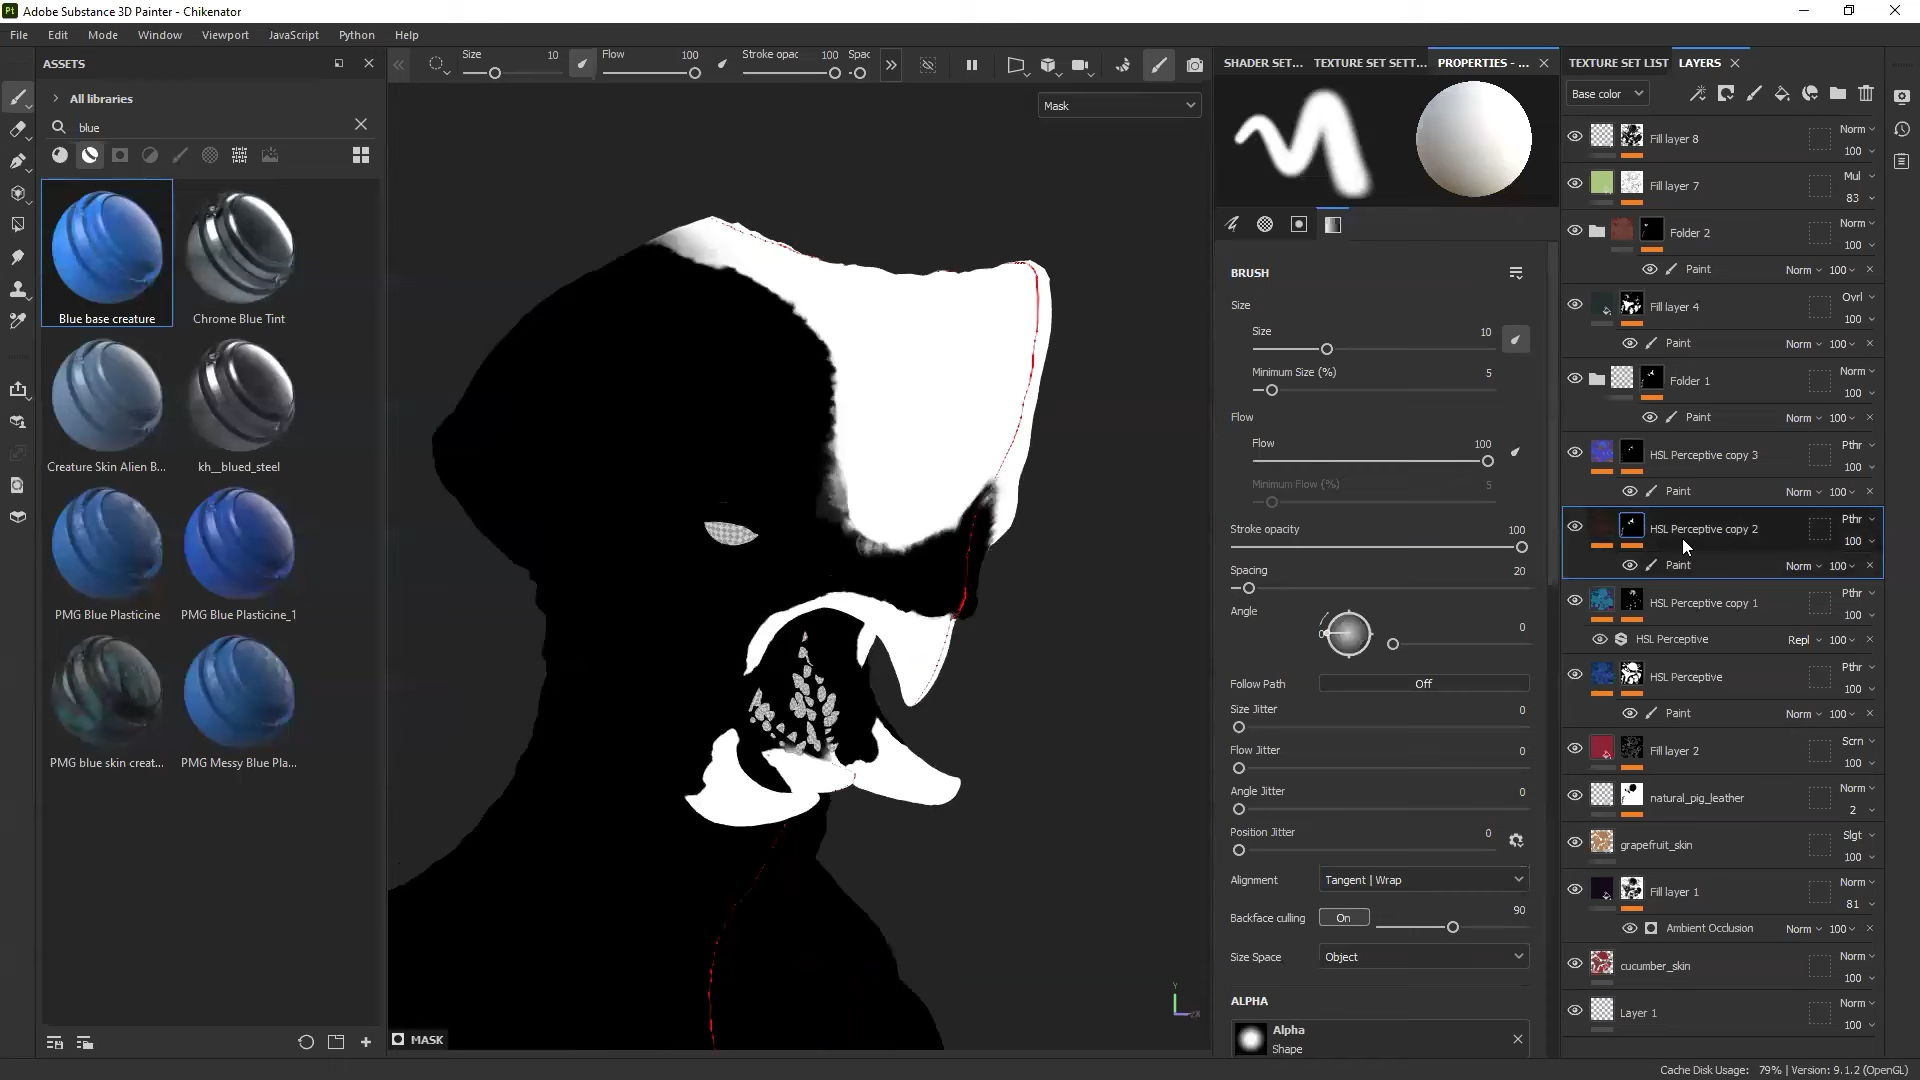 Pt Adobe Substance 3D Painter - Chikenator
File Edit Mode Window Viewport JavaScript Python Help
ASSETS
All libraries
blue
Blue base creature
Chrome Blue Tint
Creature Skin Alien B...
kh__blued_steel
PMG Blue Plasticine
PMG Blue Plasticine_1
PMG blue skin creat...
PMG Messy Blue Pla...
Size 10
Flow 100
Stroke opac 100
Spac
Mask
MASK
Y
SHADER SET... TEXTURE SET SETT... PROPERTIES - ...
BRUSH
Size
Size 10
Minimum Size (%) 5
Flow
Flow 100
Minimum Flow (%) 5
Stroke opacity 100
Spacing 20
Angle
0 0
Follow Path Off
Size Jitter 0
Flow Jitter 0
Angle Jitter 0
Position Jitter 0
Alignment Tangent | Wrap
Backface culling On 90
Size Space Object
ALPHA
Alpha
Shape
TEXTURE SET LIST LAYERS
Base color
Fill layer 8 Norm 100
Fill layer 7 Mul 83
Folder 2 Norm 100
Paint Norm 100
Fill layer 4 Ovrl 100
Paint Norm 100
Folder 1 Norm 100
Paint Norm 100
HSL Perceptive copy 3 Pthr 100
Paint Norm 100
HSL Perceptive copy 2 Pthr 100
Paint Norm 100
HSL Perceptive copy 1 Pthr 100
HSL Perceptive Repl 100
HSL Perceptive Pthr 100
Paint Norm 100
Fill layer 2 Scrn 100
natural_pig_leather Norm 2
grapefruit_skin Slgt 100
Fill layer 1 Norm 81
Ambient Occlusion Norm 100
cucumber_skin Norm 100
Layer 1 Norm 100
Cache Disk Usage: 79% | Version: 9.1.2 (OpenGL)